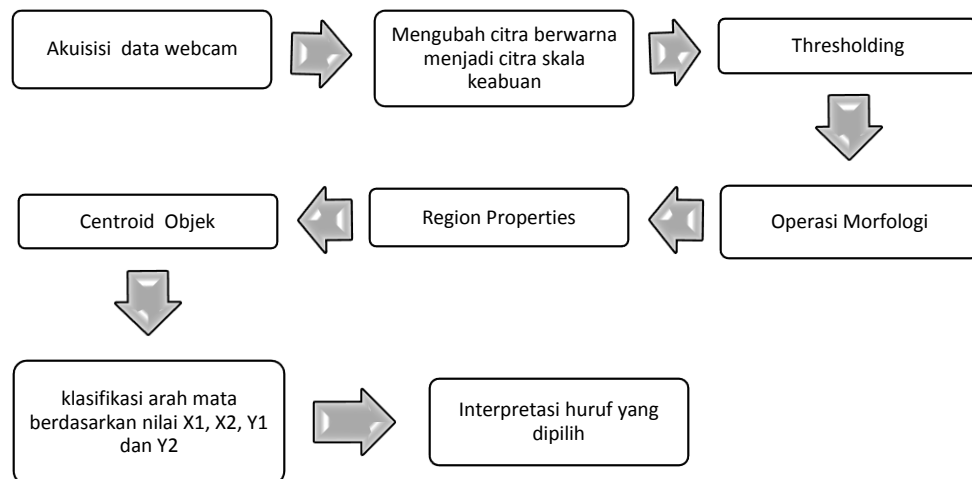 Akuisisi data webcam
Mengubah citra berwarna
menjadi citra skala
keabuan
Thresholding
Operasi Morfologi
Region Properties
Centroid Objek
klasifikasi arah mata
berdasarkan nilai X1, X2, Y1
dan Y2
Interpretasi huruf yang
dipilih